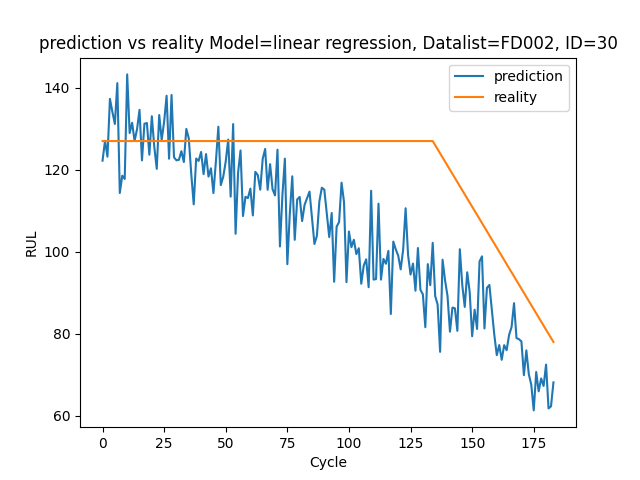 prediction vs reality Model=linear regression, Datalist=FD002, ID=30
prediction
reality
140
120
100
80
60
RUL
0 25 50 75 100 125 150 175
Cycle